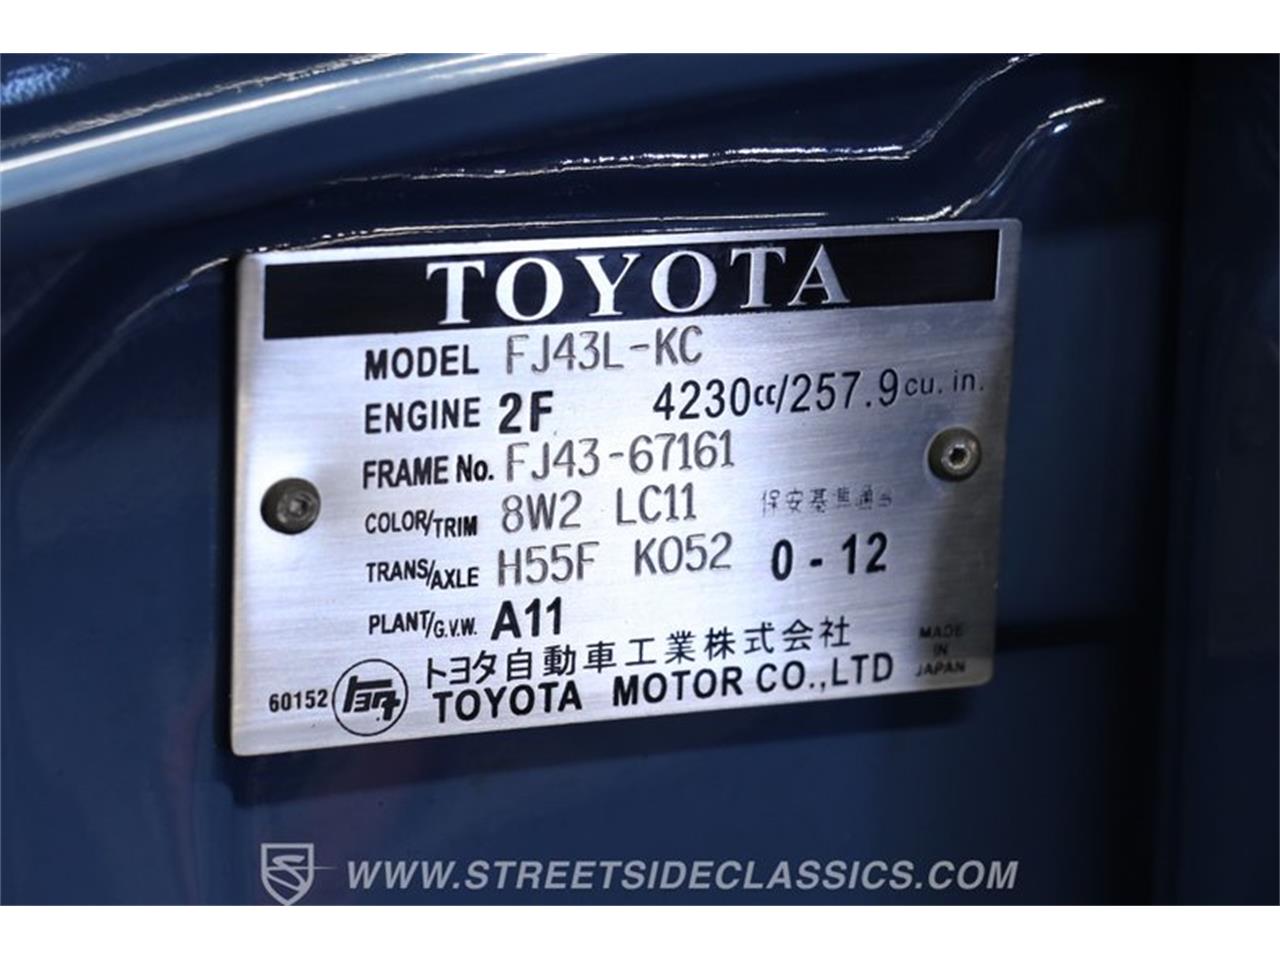 TOYOTA
MODEL FJ43L-KC
ENGINE 2F 4230cc/257.9cu. in.
FRAME No. FJ43-67161
COLOR/TRIM 8W2 LC11 保安基準適合
TRANS/AXLE H55F K052 0 - 12
PLANT/G.V.W. A11
トヨタ自動車工業株式会社
MADE IN JAPAN
60152 トヨタ TOYOTA MOTOR CO.,LTD
WWW.STREETSIDECLASSICS.COM